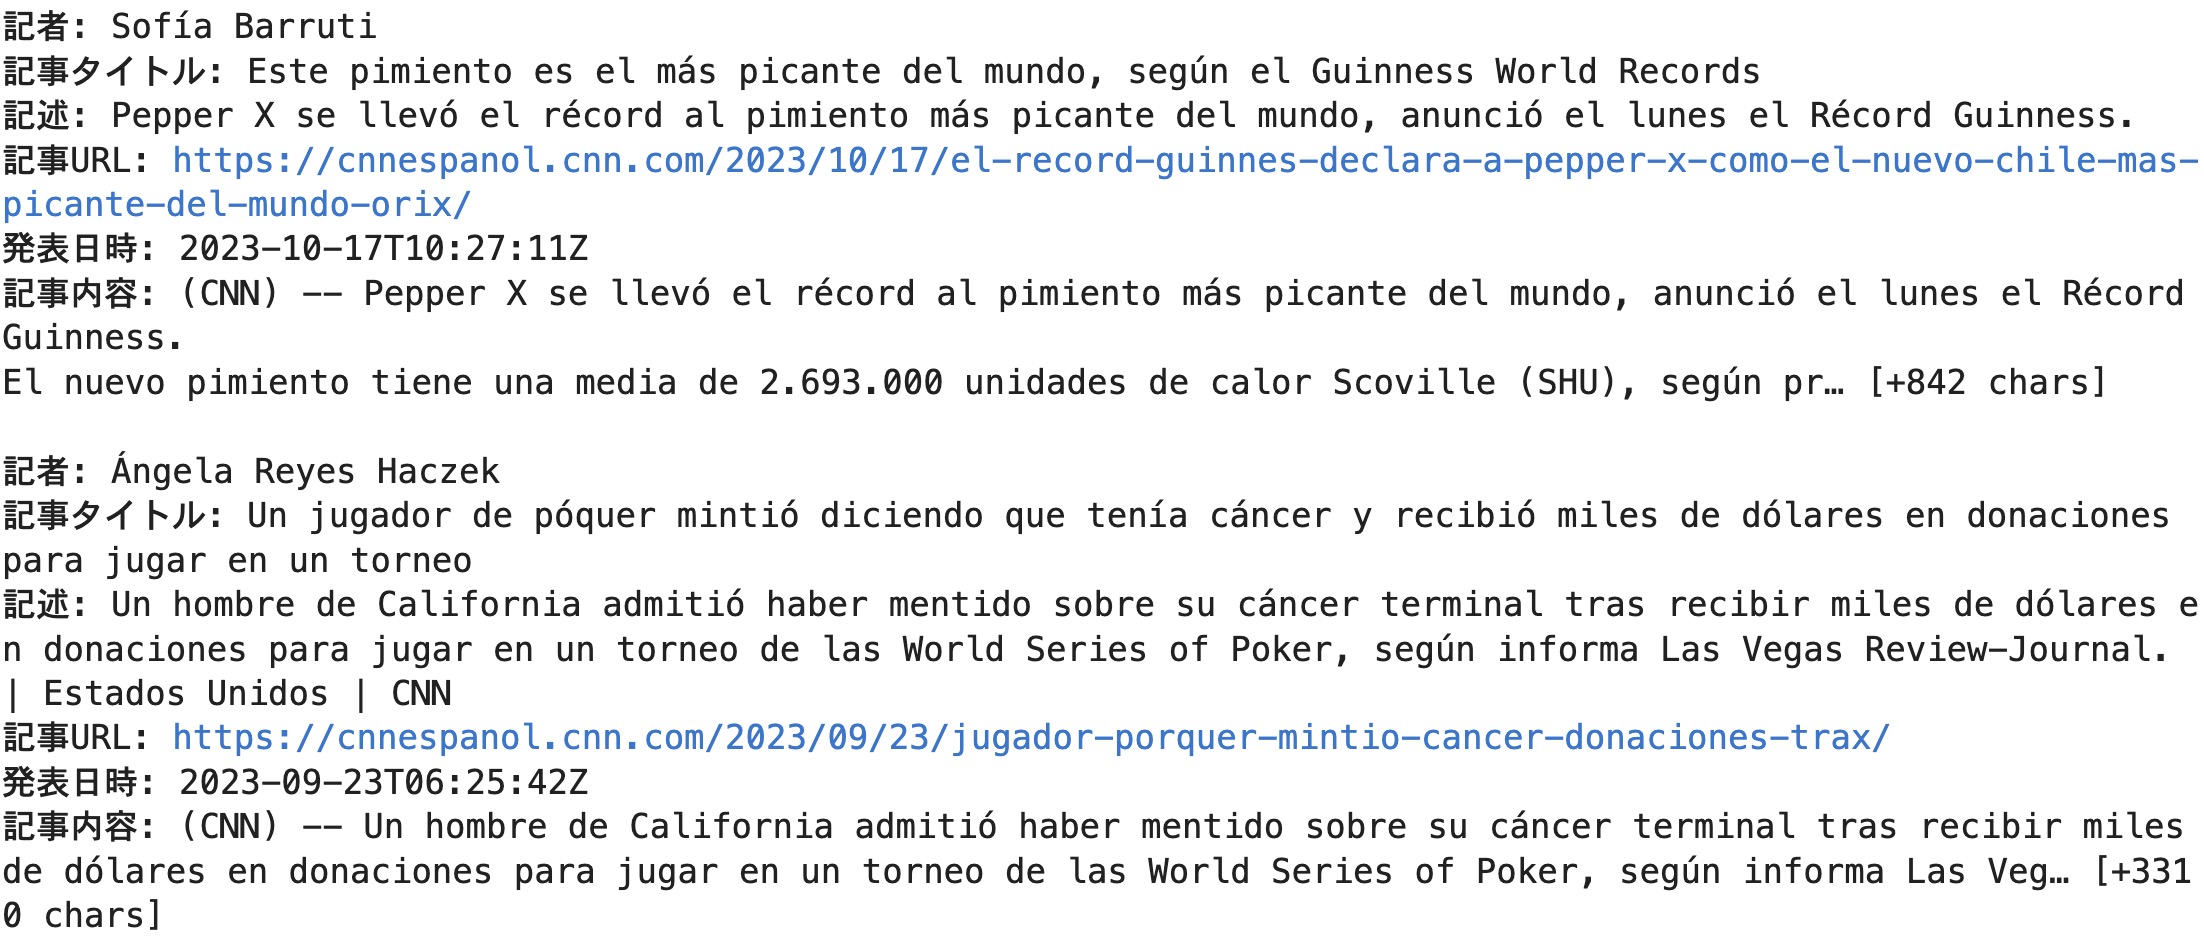 記者: Sofía Barruti
記事タイトル: Este pimiento es el más picante del mundo, según el Guinness World Records
記述: Pepper X se llevó el récord al pimiento más picante del mundo, anunció el lunes el Récord Guinness.
記事URL: https://cnnespanol.cnn.com/2023/10/17/el-record-guinnes-declara-a-pepper-x-como-el-nuevo-chile-mas-
picante-del-mundo-orix/
発表日時: 2023-10-17T10:27:11Z
記事内容: (CNN) -- Pepper X se llevó el récord al pimiento más picante del mundo, anunció el lunes el Récord
Guinness.
El nuevo pimiento tiene una media de 2.693.000 unidades de calor Scoville (SHU), según pr… [+842 chars]
記者: Ángela Reyes Haczek
記事タイトル: Un jugador de póquer mintió diciendo que tenía cáncer y recibió miles de dólares en donaciones
para jugar en un torneo
記述: Un hombre de California admitió haber mentido sobre su cáncer terminal tras recibir miles de dólares e
n donaciones para jugar en un torneo de las World Series of Poker, según informa Las Vegas Review-Journal.
| Estados Unidos | CNN
記事URL: https://cnnespanol.cnn.com/2023/09/23/jugador-porquer-mintio-cancer-donaciones-trax/
発表日時: 2023-09-23T06:25:42Z
記事内容: (CNN) -- Un hombre de California admitió haber mentido sobre su cáncer terminal tras recibir miles
de dólares en donaciones para jugar en un torneo de las World Series of Poker, según informa Las Veg… [+331
0 chars]